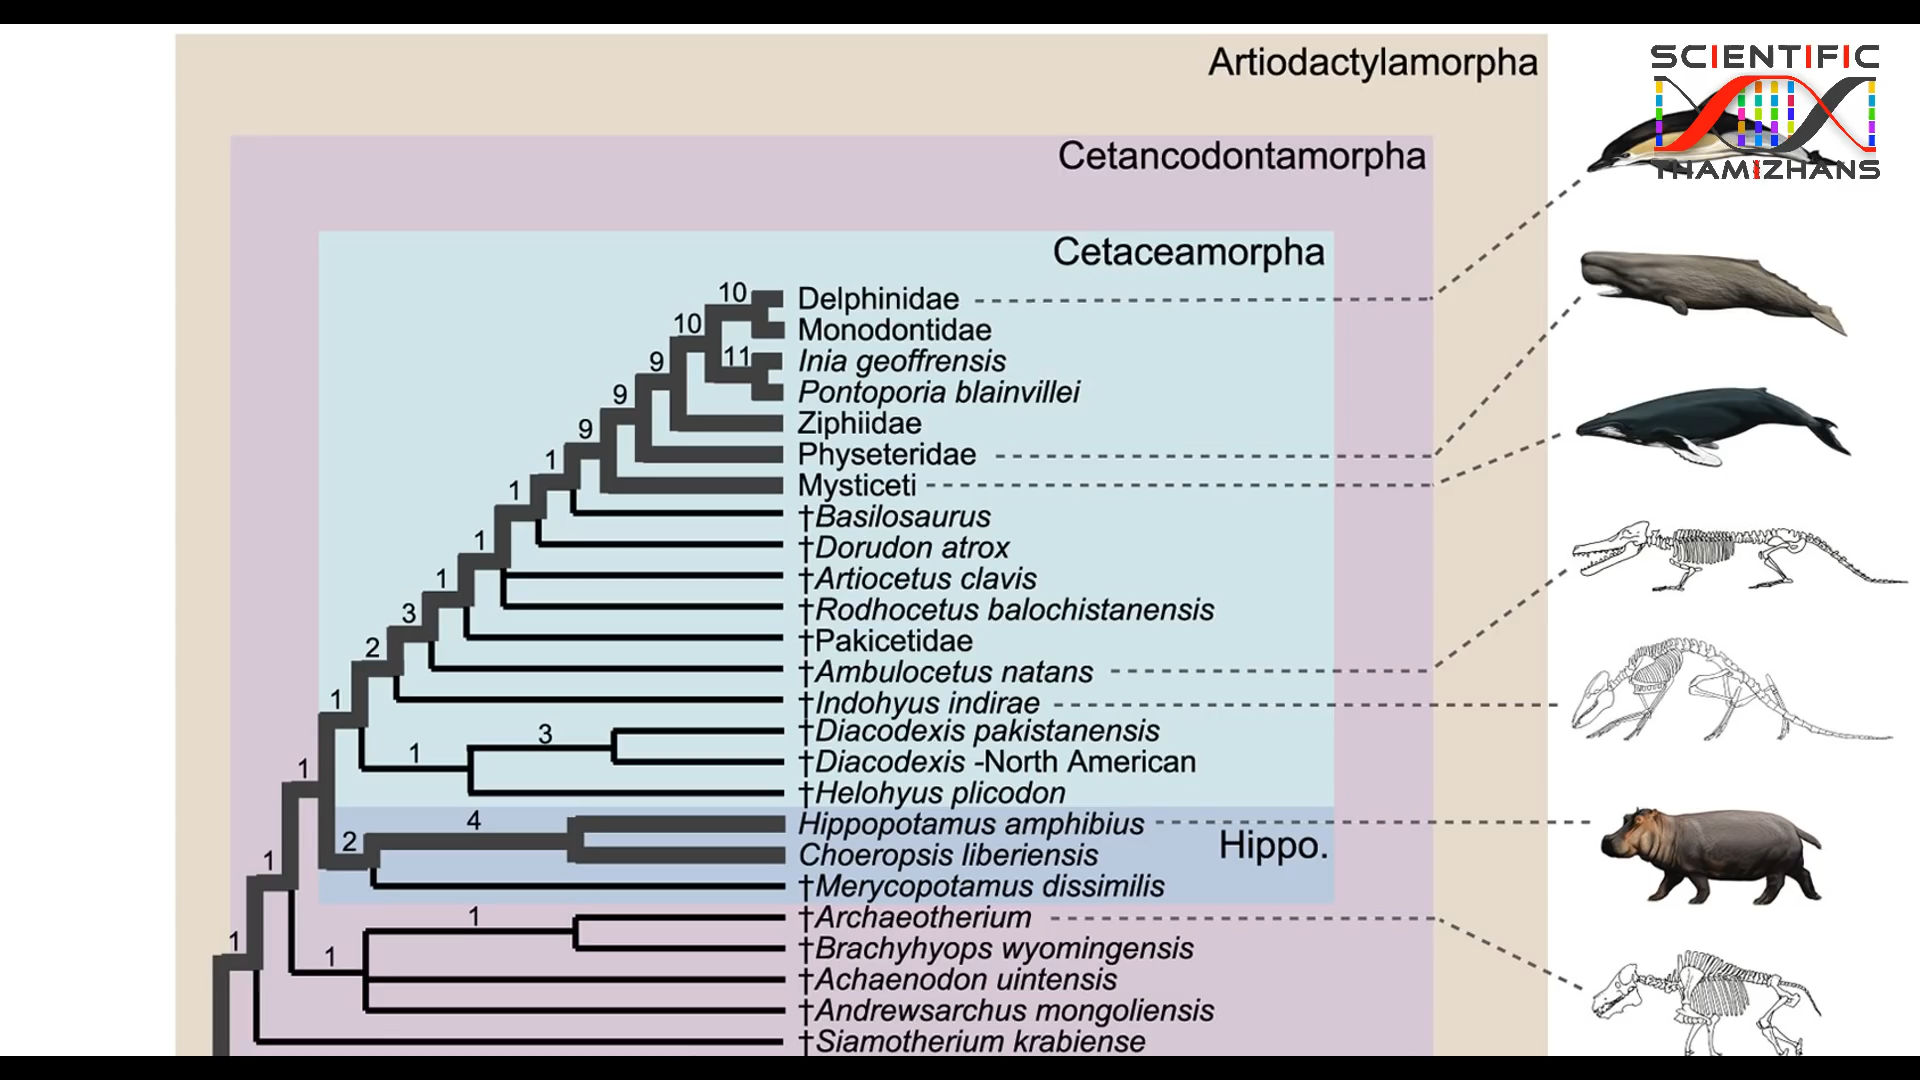 Artiodactylamorpha
SCIENTIFIC
THAMIZHANS
Cetancodontamorpha
Cetaceamorpha
10 Delphinidae
10 Monodontidae
11 Inia geoffrensis
9 Pontoporia blainvillei
9 Ziphiidae
9 Physeteridae
1 Mysticeti
1 †Basilosaurus
1 †Dorudon atrox
1 †Artiocetus clavis
3 †Rodhocetus balochistanensis
2 †Pakicetidae
†Ambulocetus natans
1 †Indohyus indirae
3 †Diacodexis pakistanensis
1 †Diacodexis -North American
1 †Helohyus plicodon
4 Hippopotamus amphibius
Hippo.
2 Choeropsis liberiensis
1 †Merycopotamus dissimilis
1 †Archaeotherium
1 †Brachyhyops wyomingensis
1 †Achaenodon uintensis
†Andrewsarchus mongoliensis
†Siamotherium krabiense